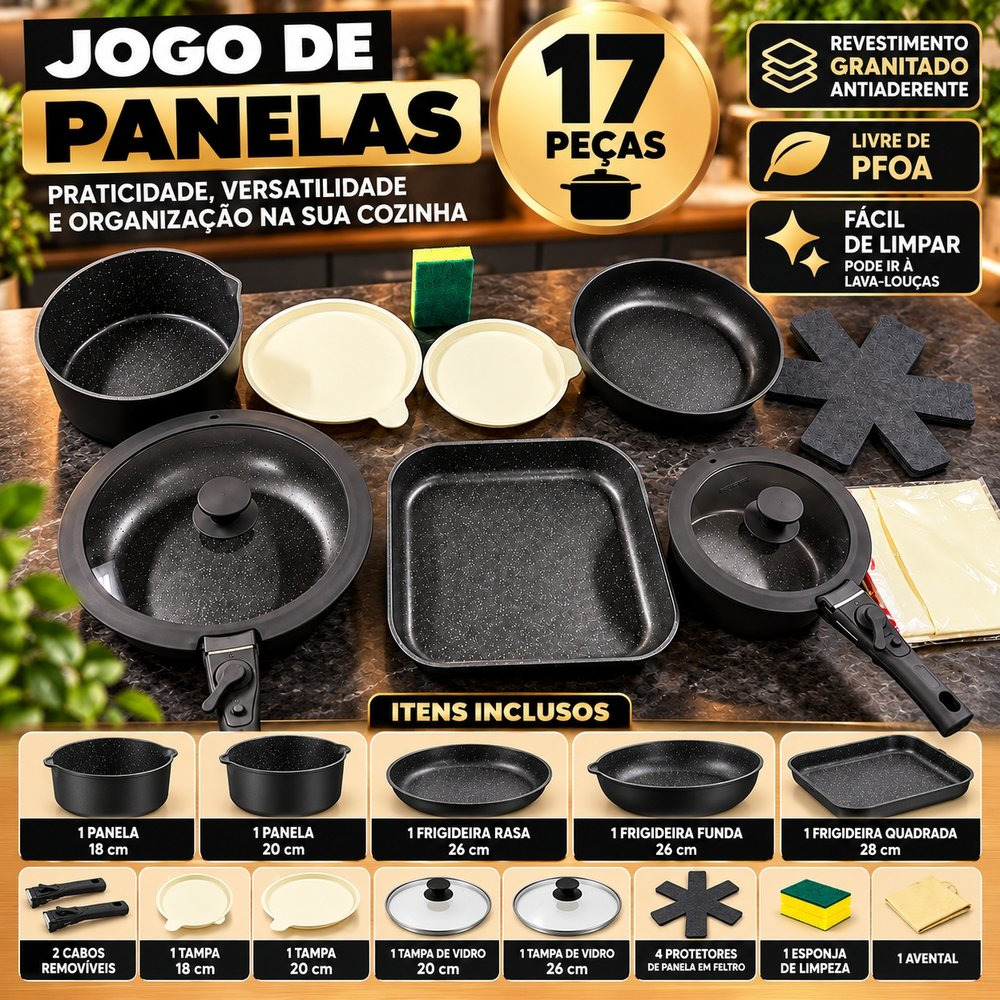 JOGO DE
PANELAS
PRATICIDADE, VERSATILIDADE
E ORGANIZAÇÃO NA SUA COZINHA
17
PEÇAS
REVESTIMENTO
GRANITADO
ANTIADERENTE
LIVRE DE
PFOA
FÁCIL
DE LIMPAR
PODE IR À
LAVA-LOUÇAS
ITENS INCLUSOS
1 PANELA
18 cm
1 PANELA
20 cm
1 FRIGIDEIRA RASA
26 cm
1 FRIGIDEIRA FUNDA
26 cm
1 FRIGIDEIRA QUADRADA
28 cm
2 CABOS
REMOVÍVEIS
1 TAMPA
18 cm
1 TAMPA
20 cm
1 TAMPA DE VIDRO
20 cm
1 TAMPA DE VIDRO
26 cm
4 PROTETORES
DE PANELA EM FELTRO
1 ESPONJA
DE LIMPEZA
1 AVENTAL